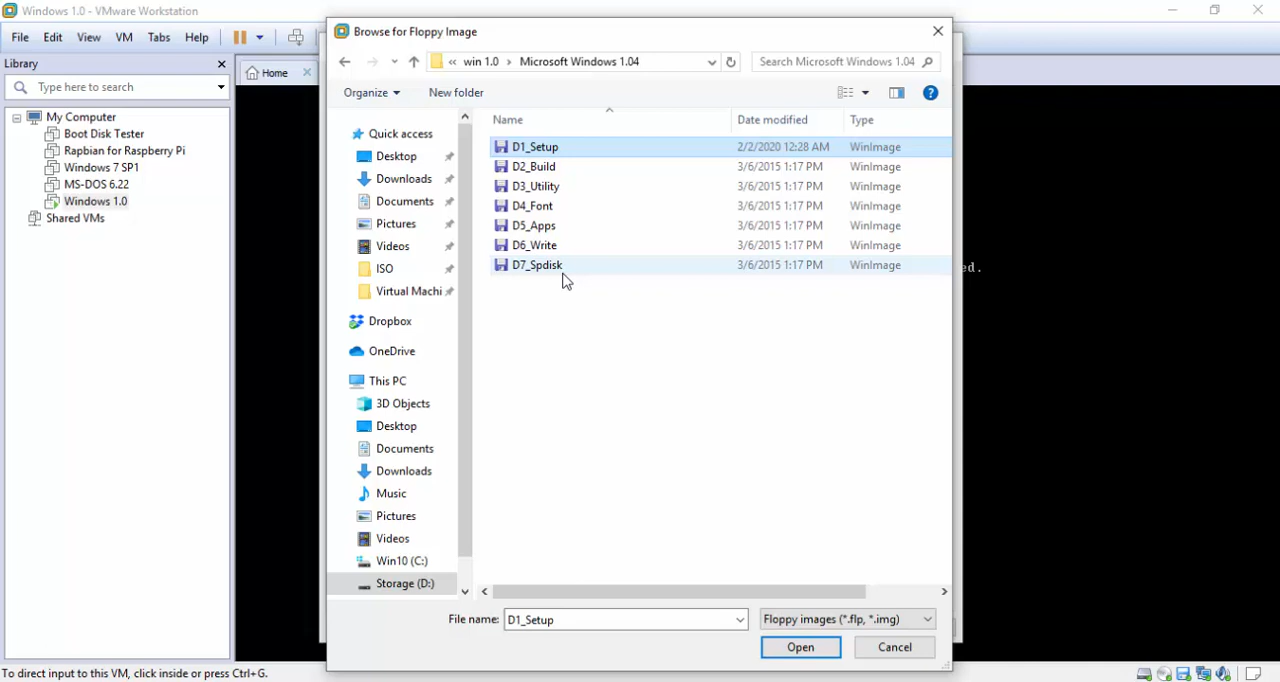 Windows 1.0 - VMware Workstation
File Edit View VM Tabs Help
Library
Type here to search
My Computer
Boot Disk Tester
Rapbian for Raspberry Pi
Windows 7 SP1
MS-DOS 6.22
Windows 1.0
Shared VMs
Home
Browse for Floppy Image
« win 1.0 > Microsoft Windows 1.04
Search Microsoft Windows 1.04
Organize New folder
Quick access
Desktop
Downloads
Documents
Pictures
Videos
ISO
Virtual Machi
Dropbox
OneDrive
This PC
3D Objects
Desktop
Documents
Downloads
Music
Pictures
Videos
Win10 (C:)
Storage (D:)
Name Date modified Type
D1_Setup 2/2/2020 12:28 AM WinImage
D2_Build 3/6/2015 1:17 PM WinImage
D3_Utility 3/6/2015 1:17 PM WinImage
D4_Font 3/6/2015 1:17 PM WinImage
D5_Apps 3/6/2015 1:17 PM WinImage
D6_Write 3/6/2015 1:17 PM WinImage
D7_Spdisk 3/6/2015 1:17 PM WinImage
ed.
File name: D1_Setup Floppy images (*.flp, *.img)
Open Cancel
To direct input to this VM, click inside or press Ctrl+G.